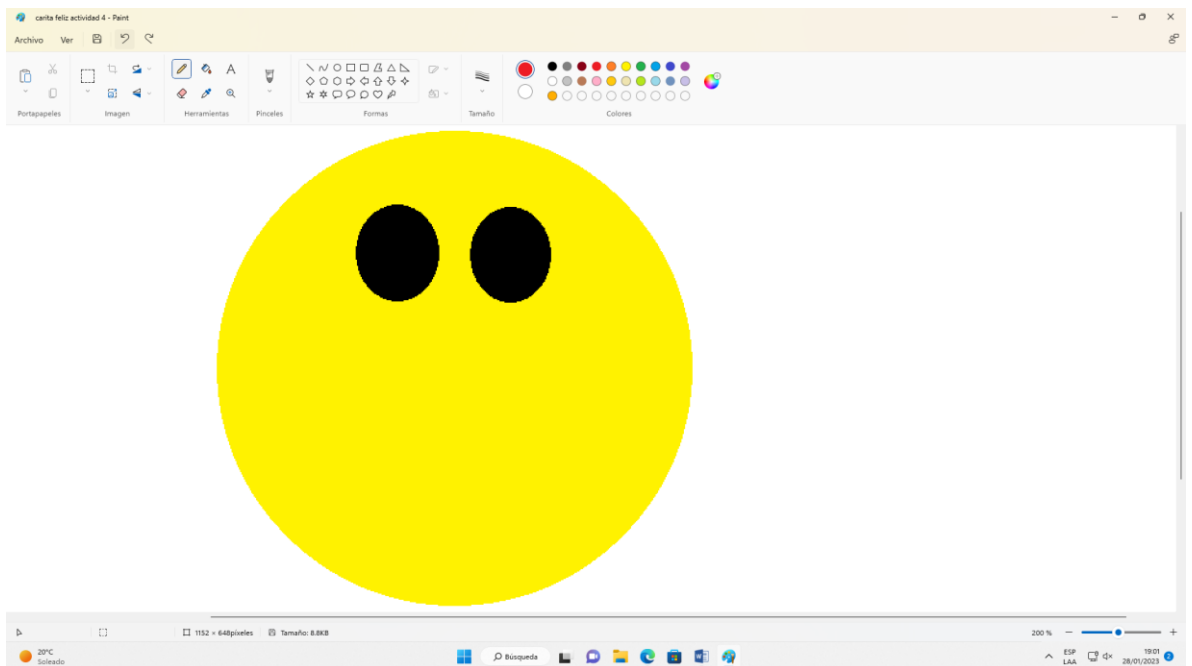 carita feliz actividad 4 - Paint
Archivo Ver
A
Portapapeles Imagen Herramientas Pinceles Formas Tamaño Colores
1152 × 648píxeles Tamaño: 8.8KB 200 %
20°C
Soleado
Búsqueda
ESP
LAA
19:01
28/01/2023
2